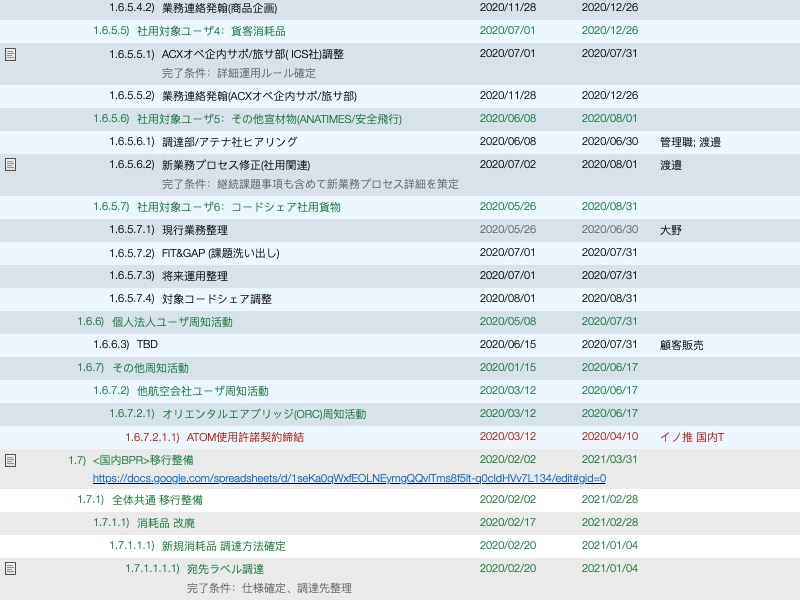 1.6.5.4.2) 業務連絡発翰(商品企画) 2020/11/28 2020/12/26
1.6.5.5) 社用対象ユーザ4：貨客消耗品 2020/07/01 2020/12/26
1.6.5.5.1) ACXオペ企内サポ/旅サ部( ICS社)調整 2020/07/01 2020/07/31
完了条件：詳細運用ルール確定
1.6.5.5.2) 業務連絡発翰(ACXオペ企内サポ/旅サ部) 2020/11/28 2020/12/26
1.6.5.6) 社用対象ユーザ5：その他宣材物(ANATIMES/安全飛行) 2020/06/08 2020/08/01
1.6.5.6.1) 調達部/アテナ社ヒアリング 2020/06/08 2020/06/30 管理職; 渡邉
1.6.5.6.2) 新業務プロセス修正(社用関連) 2020/07/02 2020/08/01 渡邉
完了条件：継続課題事項も含めて新業務プロセス詳細を策定
1.6.5.7) 社用対象ユーザ6：コードシェア社用貨物 2020/05/26 2020/08/31
1.6.5.7.1) 現行業務整理 2020/05/26 2020/06/30 大野
1.6.5.7.2) FIT&GAP (課題洗い出し) 2020/07/01 2020/07/31
1.6.5.7.3) 将来運用整理 2020/07/01 2020/07/31
1.6.5.7.4) 対象コードシェア調整 2020/08/01 2020/08/31
1.6.6) 個人法人ユーザ周知活動 2020/05/08 2020/07/31
1.6.6.3) TBD 2020/06/15 2020/07/31 顧客販売
1.6.7) その他周知活動 2020/01/15 2020/06/17
1.6.7.2) 他航空会社ユーザ周知活動 2020/03/12 2020/06/17
1.6.7.2.1) オリエンタルエアブリッジ(ORC)周知活動 2020/03/12 2020/06/17
1.6.7.2.1.1) ATOM使用許諾契約締結 2020/03/12 2020/04/10 イノ推 国内T
1.7) <国内BPR>移行整備 2020/02/02 2021/03/31
https://docs.google.com/spreadsheets/d/1seKa0qWxfEOLNEymgQQvlTms8f5lt-q0cldHVv7L134/edit#gid=0
1.7.1) 全体共通 移行整備 2020/02/02 2021/02/28
1.7.1.1) 消耗品 改廃 2020/02/17 2021/02/28
1.7.1.1.1) 新規消耗品 調達方法確定 2020/02/20 2021/01/04
1.7.1.1.1.1) 宛先ラベル調達 2020/02/20 2021/01/04
完了条件：仕様確定、調達先整理